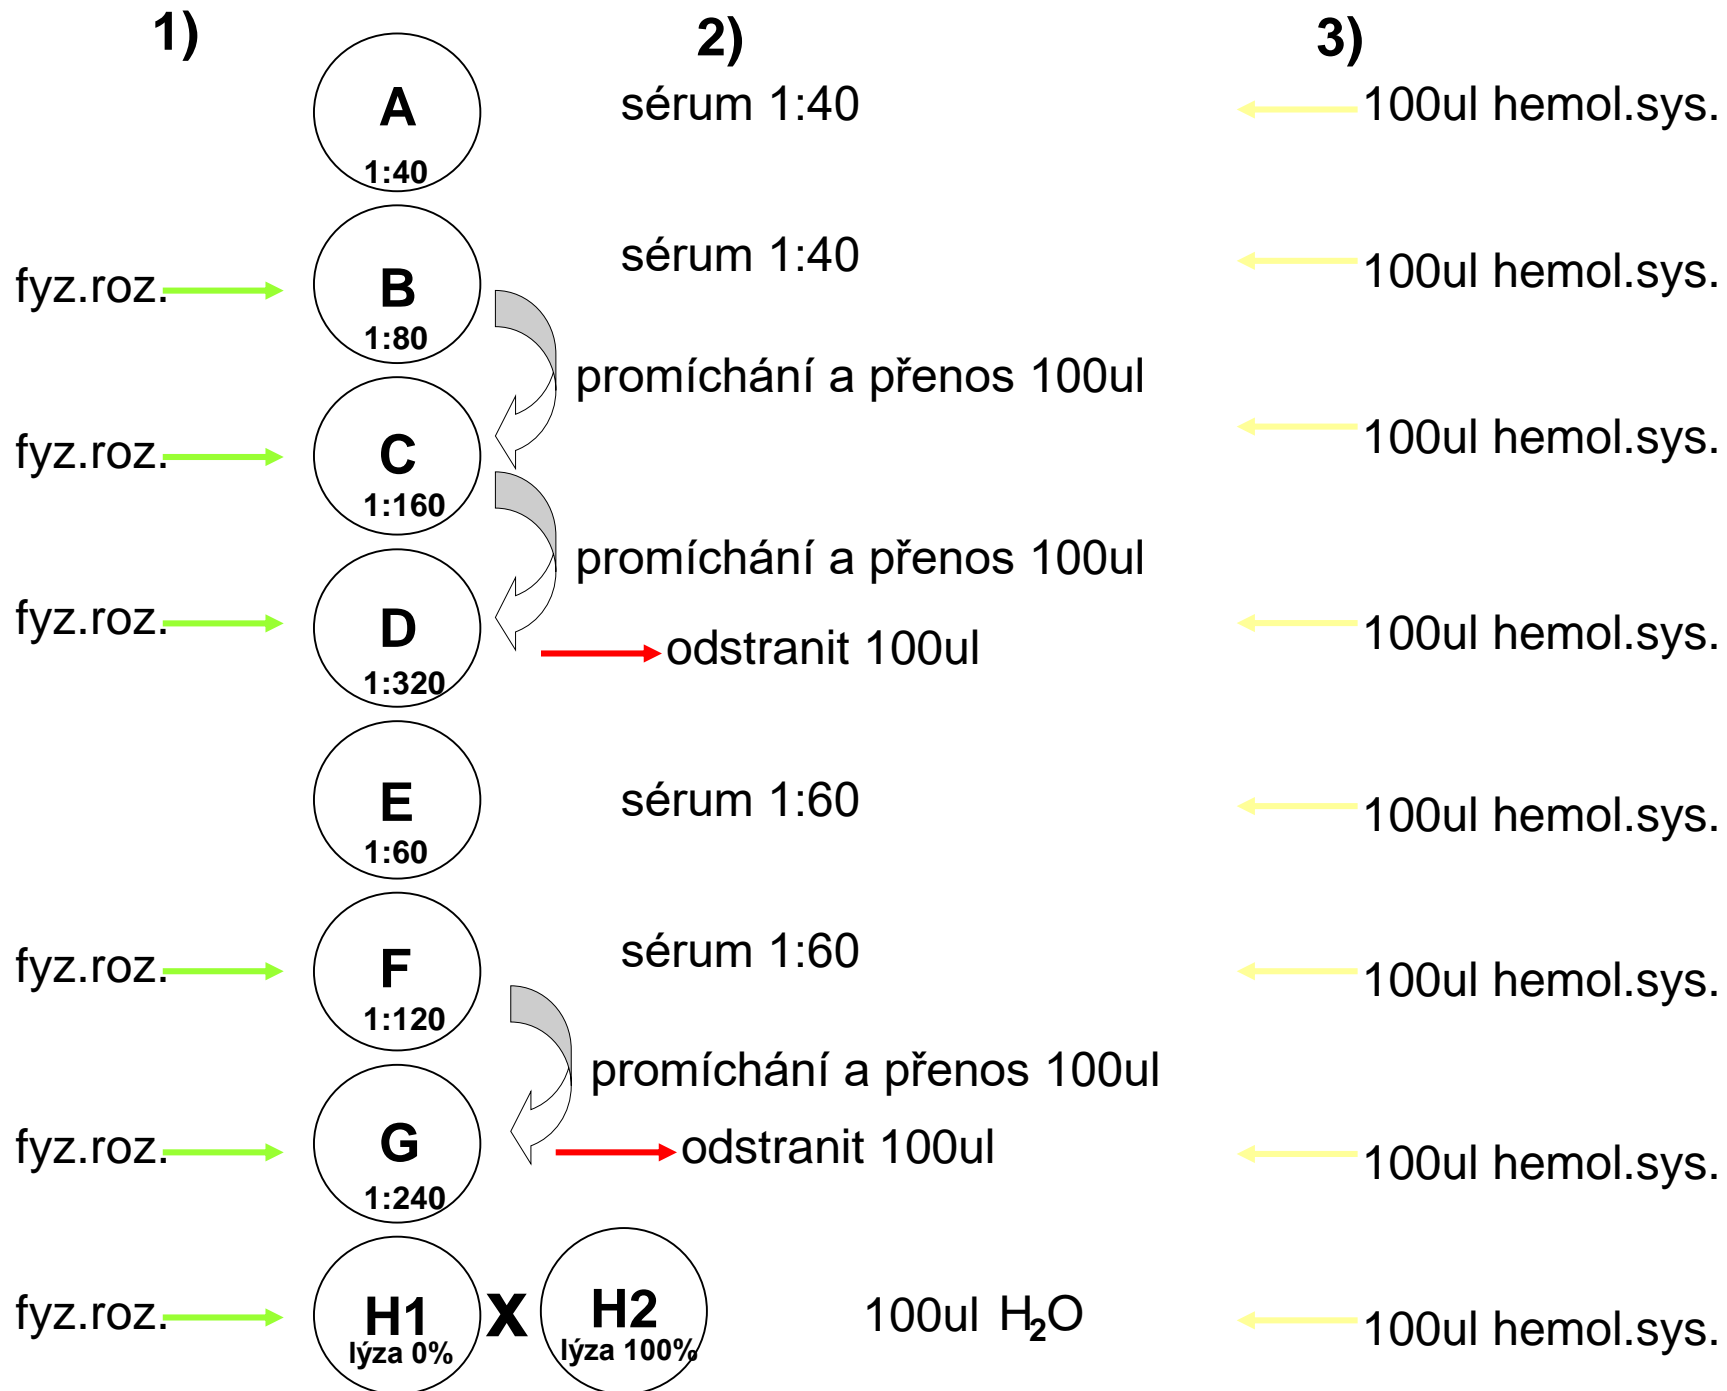 1) 2) 3)
A sérum 1:40 100ul hemol.sys.
1:40
fyz.roz. B sérum 1:40 100ul hemol.sys.
1:80
promíchání a přenos 100ul
fyz.roz. C 100ul hemol.sys.
1:160
promíchání a přenos 100ul
fyz.roz. D 100ul hemol.sys.
odstranit 100ul
1:320
E sérum 1:60 100ul hemol.sys.
1:60
fyz.roz. F sérum 1:60 100ul hemol.sys.
1:120
promíchání a přenos 100ul
fyz.roz. G odstranit 100ul 100ul hemol.sys.
1:240
fyz.roz. H1 x H2 100ul H₂O 100ul hemol.sys.
lýza 0% lýza 100%